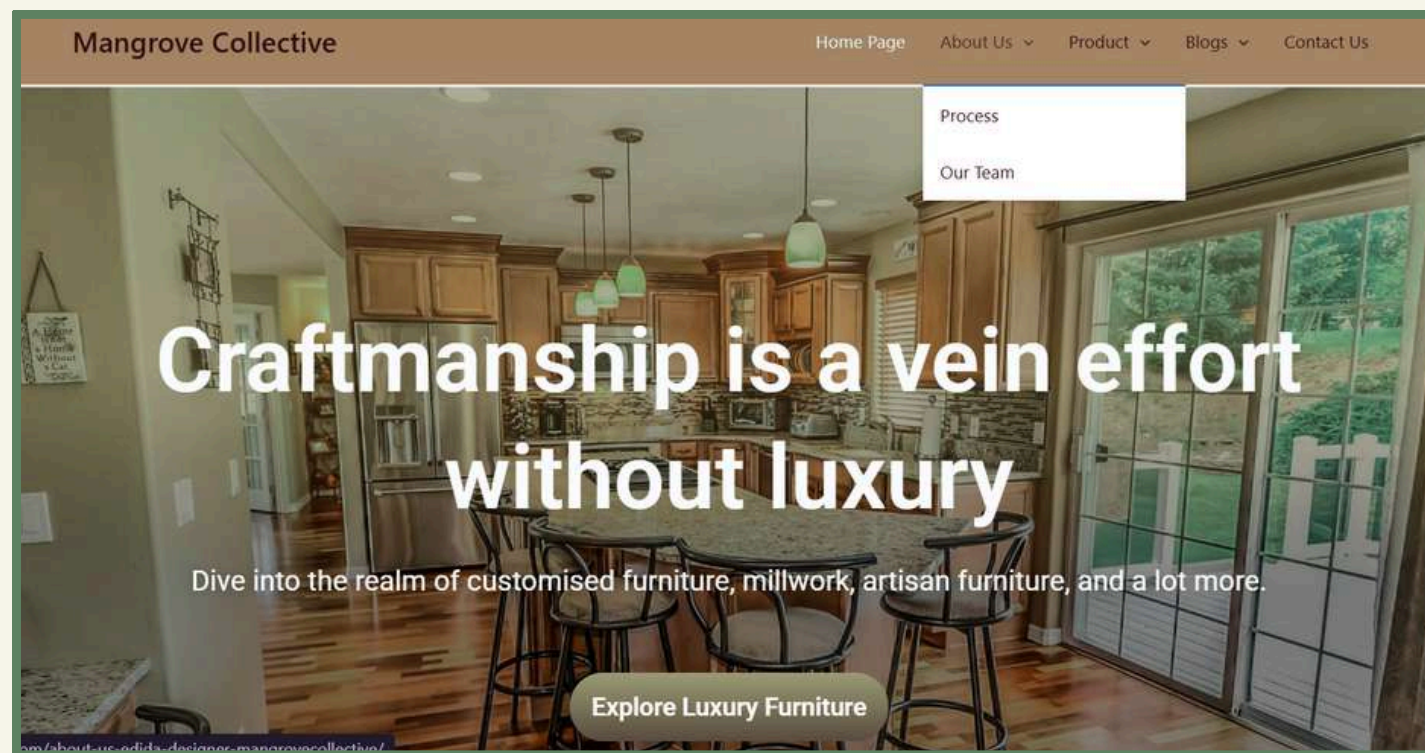 Mangrove Collective
Home Page About Us Product Blogs Contact Us
Process
Our Team
Craftmanship is a vein effort
without luxury
Dive into the realm of customised furniture, millwork, artisan furniture, and a lot more.
Explore Luxury Furniture
om/about-us-edida-designer-mangrovecollective/